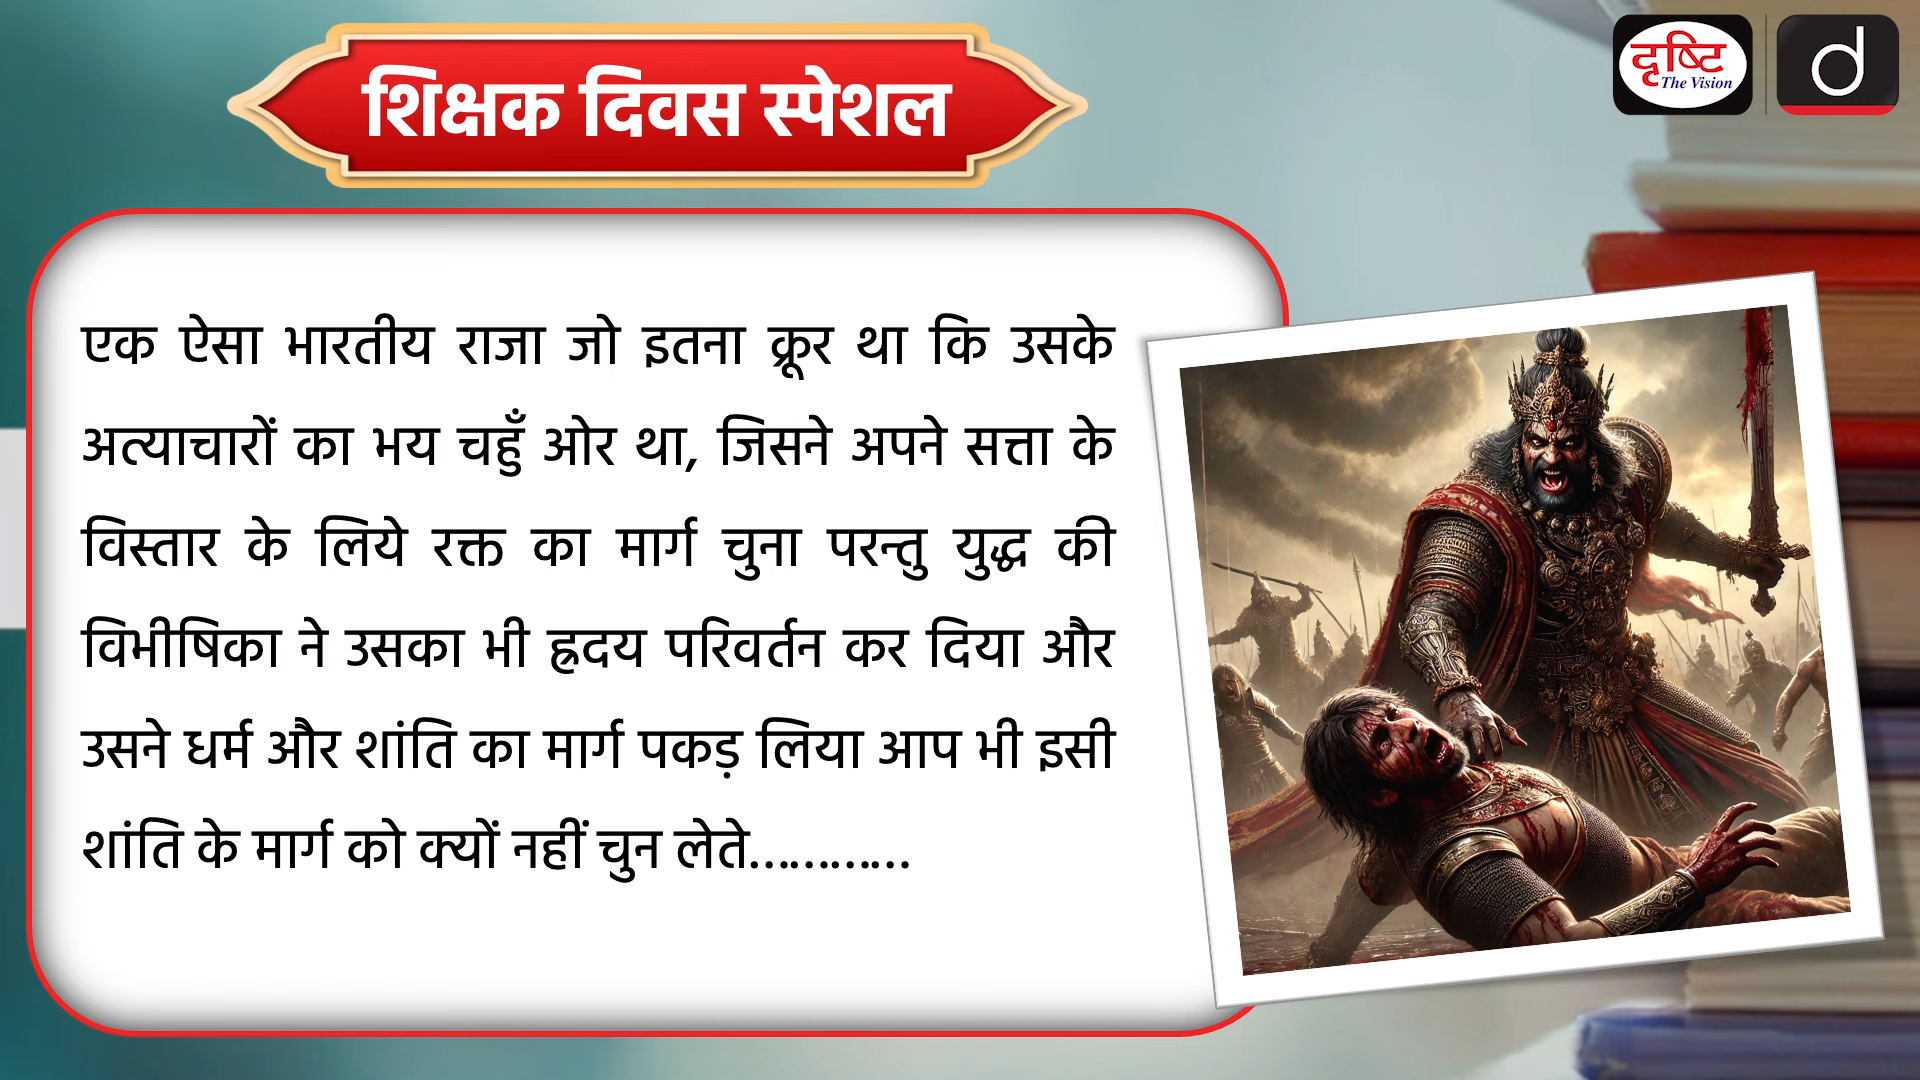 शिक्षक दिवस स्पेशल
दृष्टि
The Vision
d
एक ऐसा भारतीय राजा जो इतना क्रूर था कि उसके
अत्याचारों का भय चहुँ ओर था, जिसने अपने सत्ता के
विस्तार के लिये रक्त का मार्ग चुना परन्तु युद्ध की
विभीषिका ने उसका भी ह्रदय परिवर्तन कर दिया और
उसने धर्म और शांति का मार्ग पकड़ लिया आप भी इसी
शांति के मार्ग को क्यों नहीं चुन लेते............